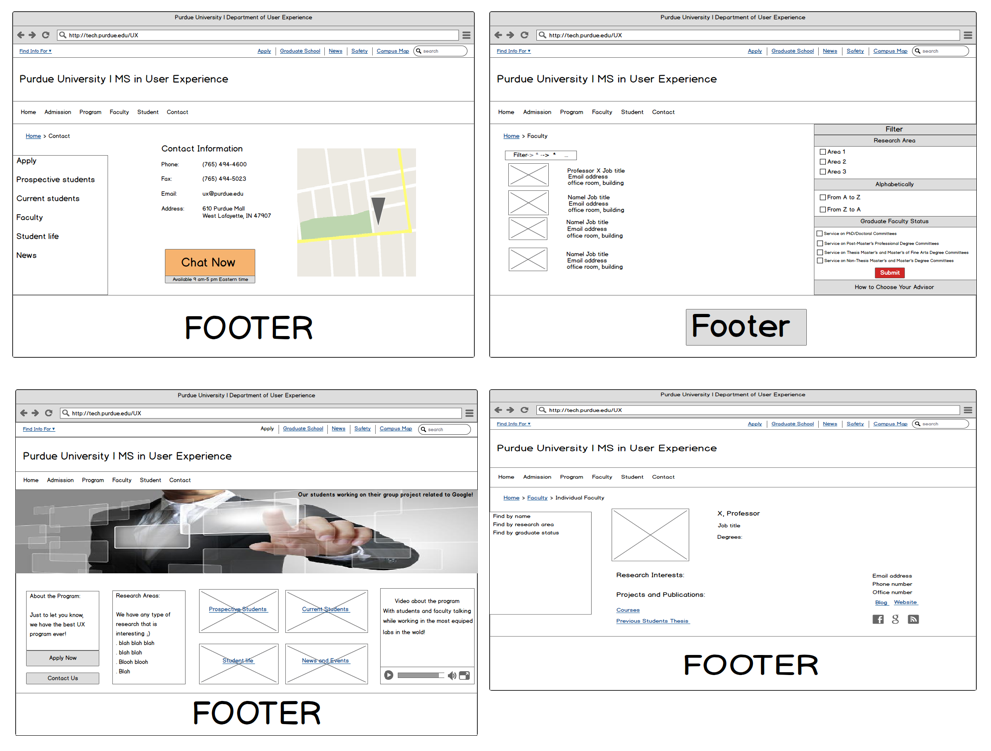 Purdue University | Department of User Experience
http://tech.purdue.edu/UX
Find Info For ▾
Apply | Graduate School | News | Safety | Campus Map search
Purdue University | MS in User Experience
Home Admission Program Faculty Student Contact
Home > Contact
Apply
Prospective students
Current students
Faculty
Student life
News
Contact Information
Phone: (765) 494-4600
Fax: (765) 494-5023
Email: ux@purdue.edu
Address: 610 Purdue Mall
West Lafayette, IN 47907
Chat Now
Available 9 am-5 pm Eastern time
FOOTER
Purdue University | Department of User Experience
http://tech.purdue.edu/UX
Find Info For ▾
Apply | Graduate School | News | Safety | Campus Map search
Purdue University | MS in User Experience
Home Admission Program Faculty Student Contact
Home > Faculty
Filter-> " --> " ..
Professor X Job title
Email address
office room, building
Namel Job title
Email address
office room, building
Namel Job title
Email address
office room, building
Namel Job title
Email address
office room, building
Filter
Research Area
Area 1
Area 2
Area 3
Alphabetically
From A to Z
From Z to A
Graduate Faculty Status
Service on PhD/Doctoral Committees
Service on Post-Master's Professional Degree Committees
Service on Thesis Master's and Master's of Fine Arts Degree Committees
Service on Non-Thesis Master's and Master's Degree Committees
Submit
How to Choose Your Advisor
Footer
Purdue University | Department of User Experience
http://tech.purdue.edu/UX
Find Info For ▾
Apply | Graduate School | News | Safety | Campus Map search
Purdue University | MS in User Experience
Home Admission Program Faculty Student Contact
Our students working on their group projest related to Google!
About the Program:
Just to let you know,
we have the best UX
program ever!
Apply Now
Contact Us
Research Areas:
We have any type of
research that is
interesting ;)
. blah blah blah
. blah blah
. Blooh blooh
. Blah
Prospective Students
Current Students
Student life
News and Events
Video about the program
With students and faculty talking
while working in the most equiped
labs in the wold!
FOOTER
Purdue University | Department of User Experience
http://tech.purdue.edu/UX
Find Info For ▾
Apply | Graduate School | News | Safety | Campus Map search
Purdue University | MS in User Experience
Home Admission Program Faculty Student Contact
Home > Faculty > Individual Faculty
Find by name
Find by research area
Find by graduate status
X, Professor
Job title
Degrees:
Research Interests:
Projects and Publications:
Courses
Previous Students Thesis
Email address
Phone number
Office number
Blog Website
FOOTER